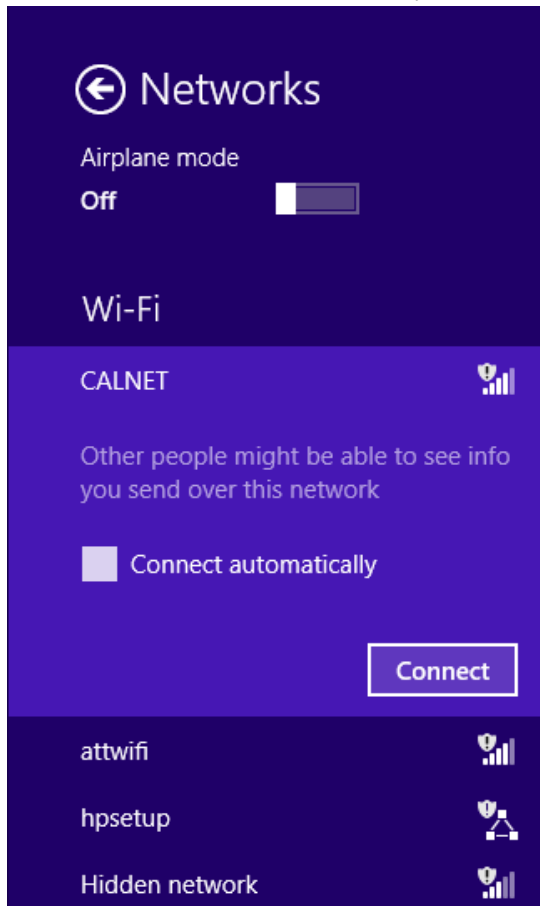 Networks
Airplane mode
Off
Wi-Fi
CALNET
Other people might be able to see info
you send over this network
Connect automatically
Connect
attwifi
hpsetup
Hidden network